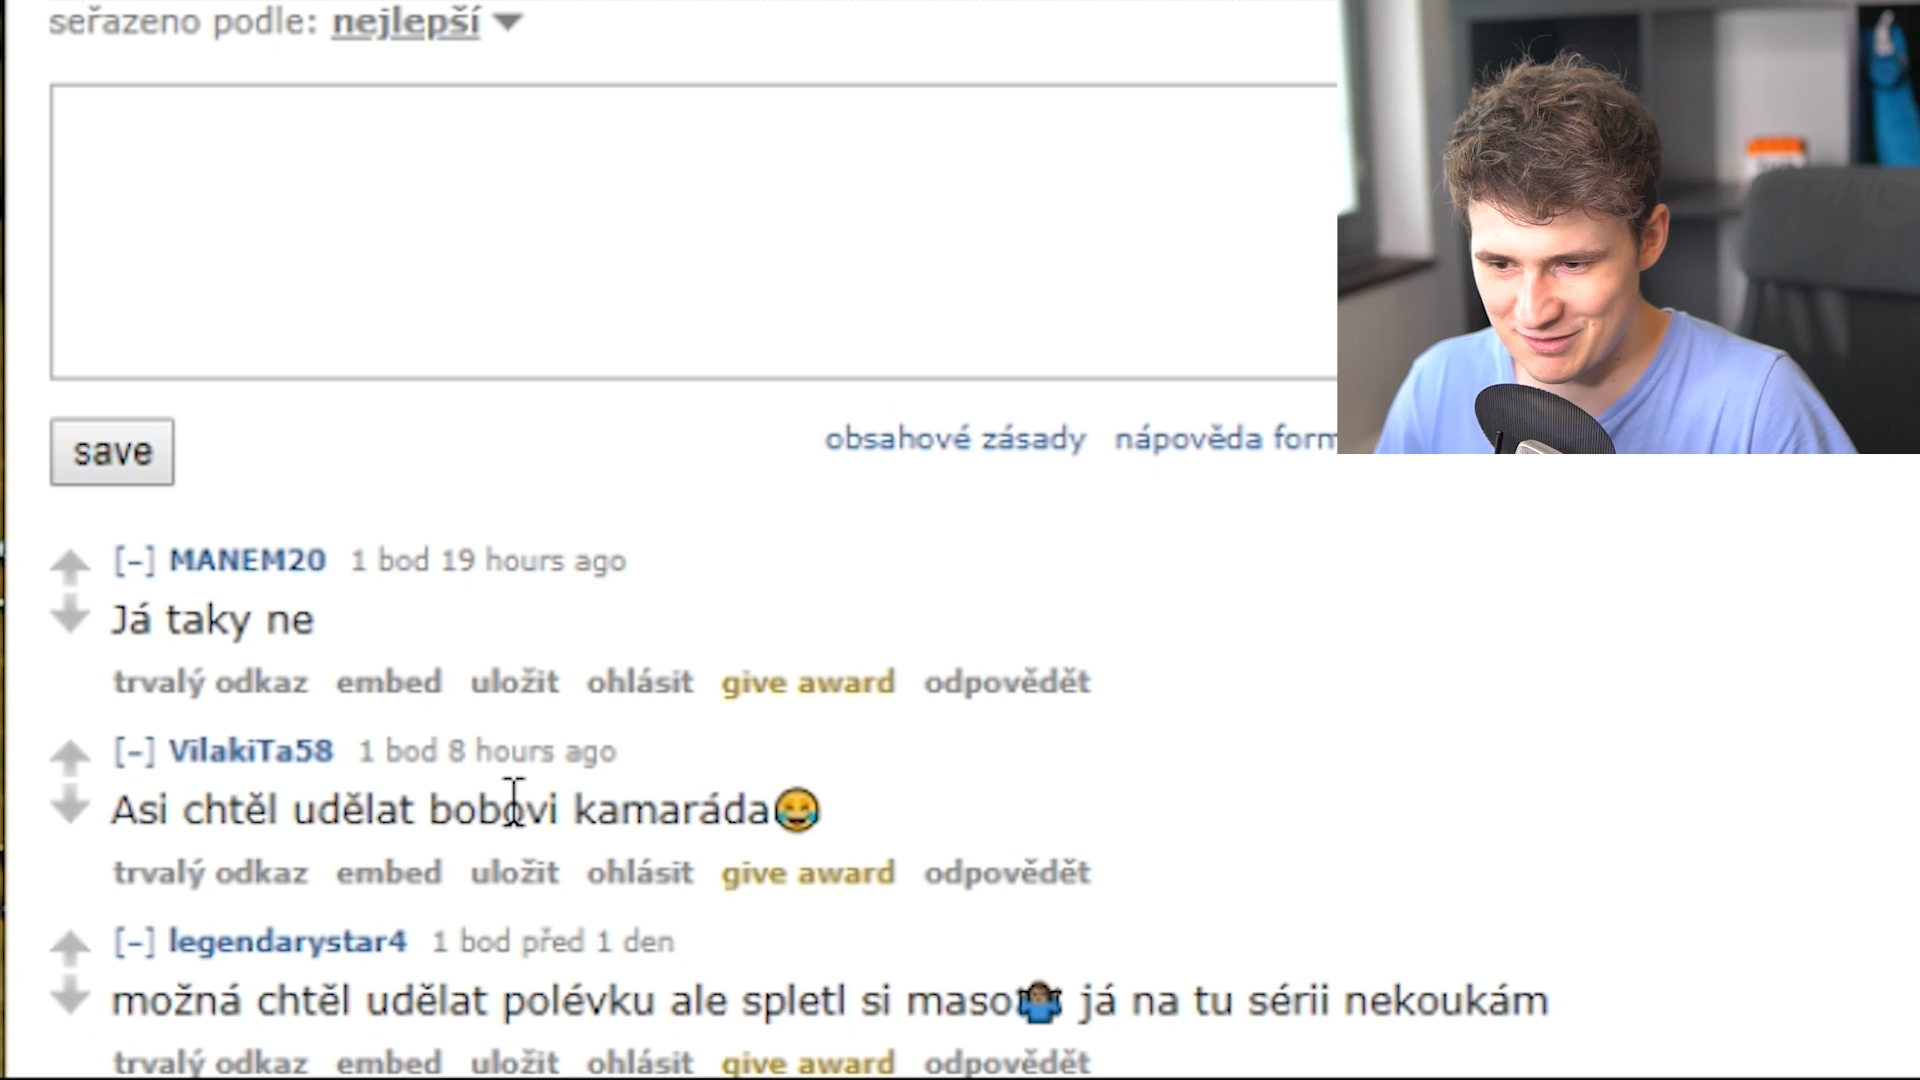 seřazeno podle: nejlepší
save
obsahové zásady nápověda form
[-] MANEM20 1 bod 19 hours ago
Já taky ne
trvalý odkaz embed uložit ohlásit give award odpovědět
[-] VilakiTa58 1 bod 8 hours ago
Asi chtěl udělat bobovi kamaráda😂
trvalý odkaz embed uložit ohlásit give award odpovědět
[-] legendarystar4 1 bod před 1 den
možná chtěl udělat polévku ale spletl si maso🤷🏽‍♂️ já na tu sérii nekoukám
trvalý odkaz embed uložit ohlásit give award odpovědět